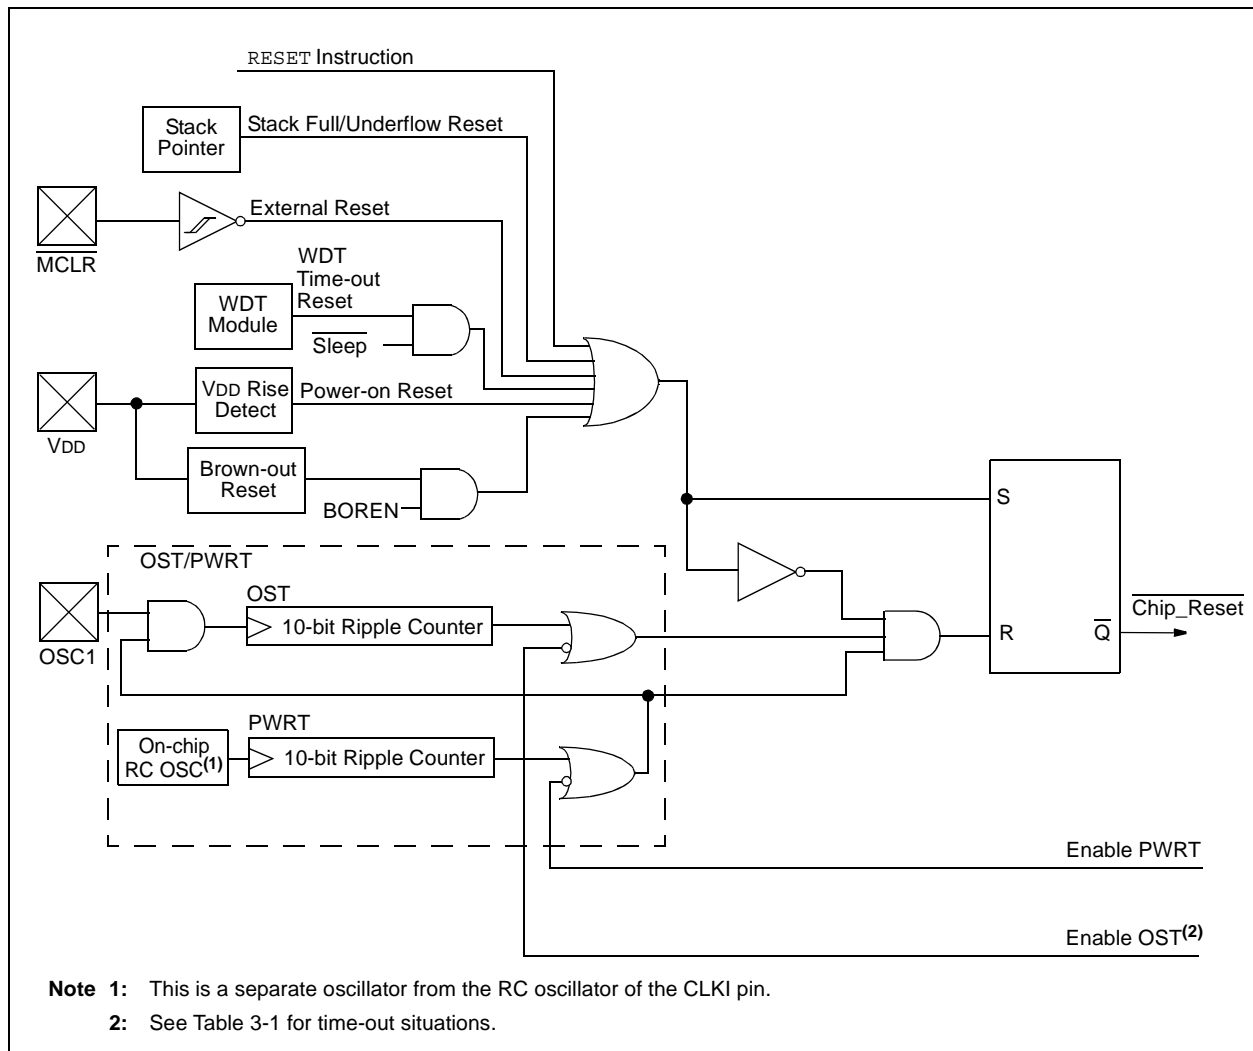 RESET Instruction
Stack
Pointer
Stack Full/Underflow Reset
External Reset
MCLR
WDT
Time-out
Reset
WDT
Module
Sleep
VDD Rise
Detect
Power-on Reset
VDD
Brown-out
Reset
BOREN
S
OST/PWRT
OST
10-bit Ripple Counter
OSC1
Chip_Reset
R
Q
PWRT
On-chip
RC OSC(1)
10-bit Ripple Counter
Enable PWRT
Enable OST(2)
Note 1: This is a separate oscillator from the RC oscillator of the CLKI pin.
2: See Table 3-1 for time-out situations.